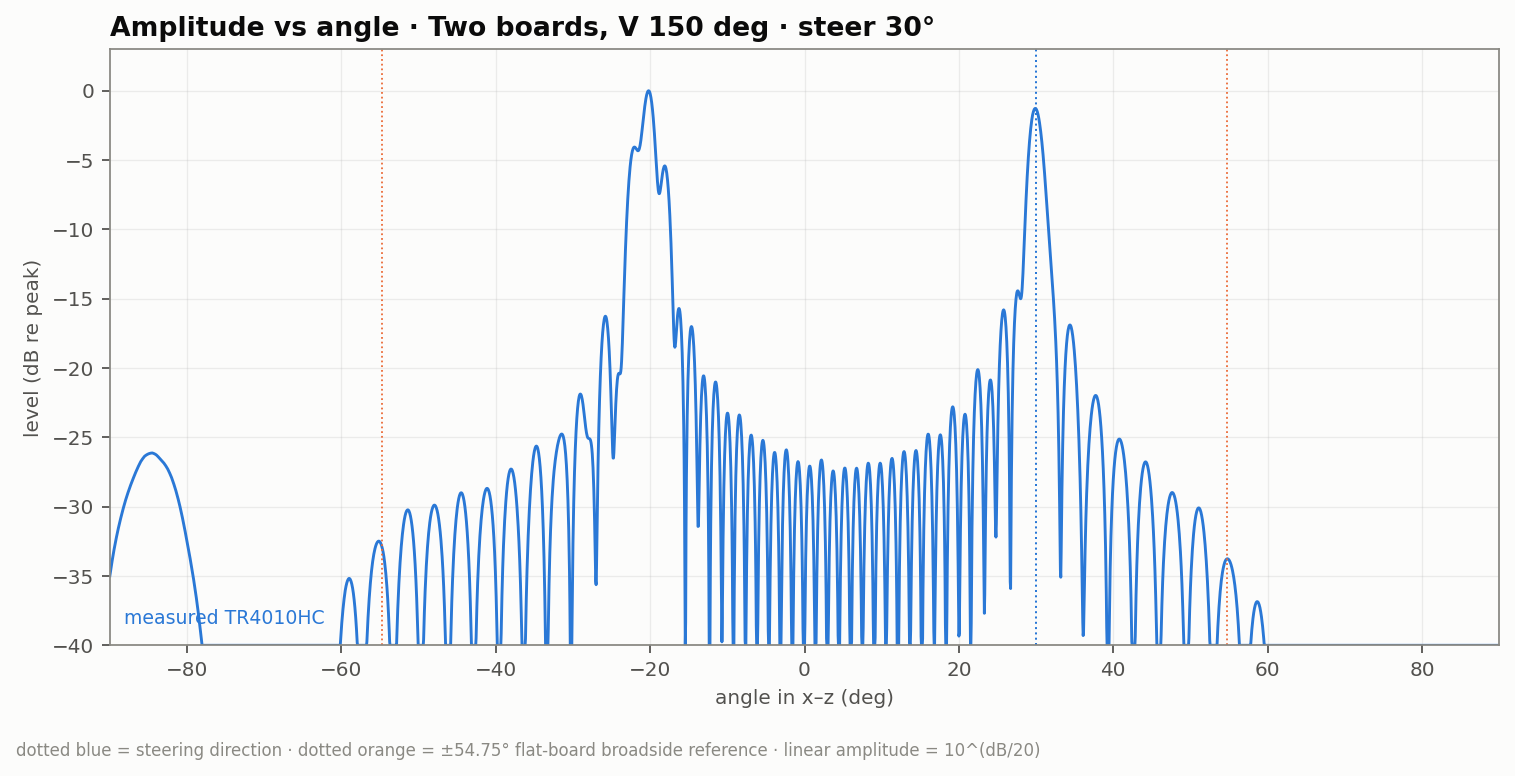 Amplitude vs angle · Two boards, V 150 deg · steer 30°
0
−5
−10
−15
−20
−25
−30
−35
−40
level (dB re peak)
measured TR4010HC
−80 −60 −40 −20 0 20 40 60 80
angle in x–z (deg)
dotted blue = steering direction · dotted orange = ±54.75° flat-board broadside reference · linear amplitude = 10^(dB/20)